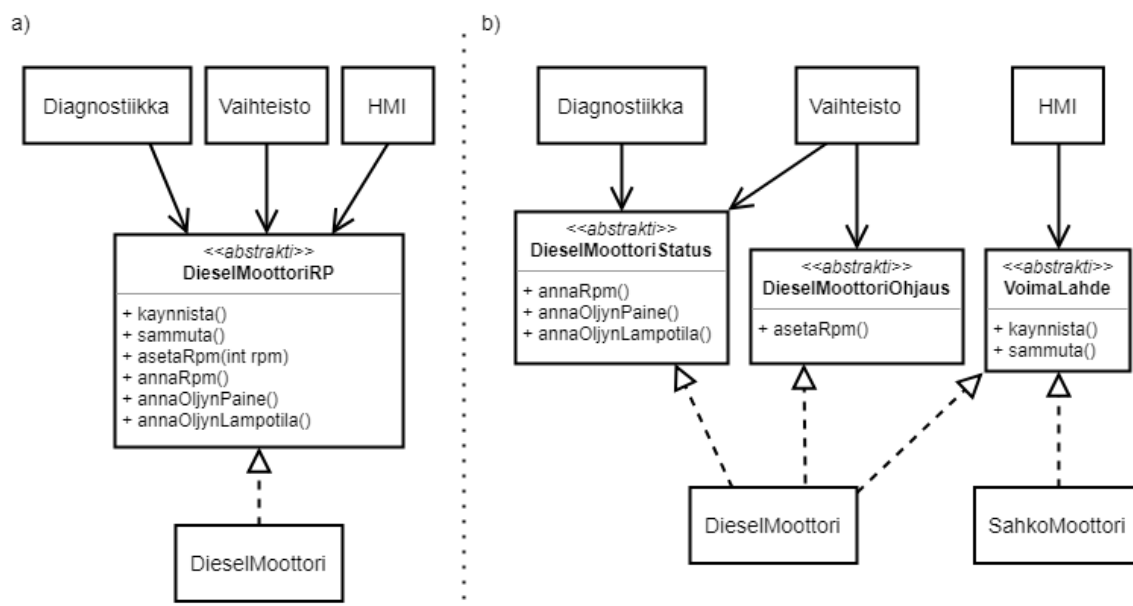 a)
Diagnostiikka
Vaihteisto
HMI
<<abstrakti>>
DieselMoottoriRP
+ kaynnista()
+ sammuta()
+ asetaRpm(int rpm)
+ annaRpm()
+ annaOljynPaine()
+ annaOljynLampotila()
DieselMoottori
b)
Diagnostiikka
Vaihteisto
HMI
<<abstrakti>>
DieselMoottoriStatus
+ annaRpm()
+ annaOljynPaine()
+ annaOljynLampotila()
<<abstrakti>>
DieselMoottoriOhjaus
+ asetaRpm()
<<abstrakti>>
VoimaLahde
+ kaynnista()
+ sammuta()
DieselMoottori
SahkoMoottori